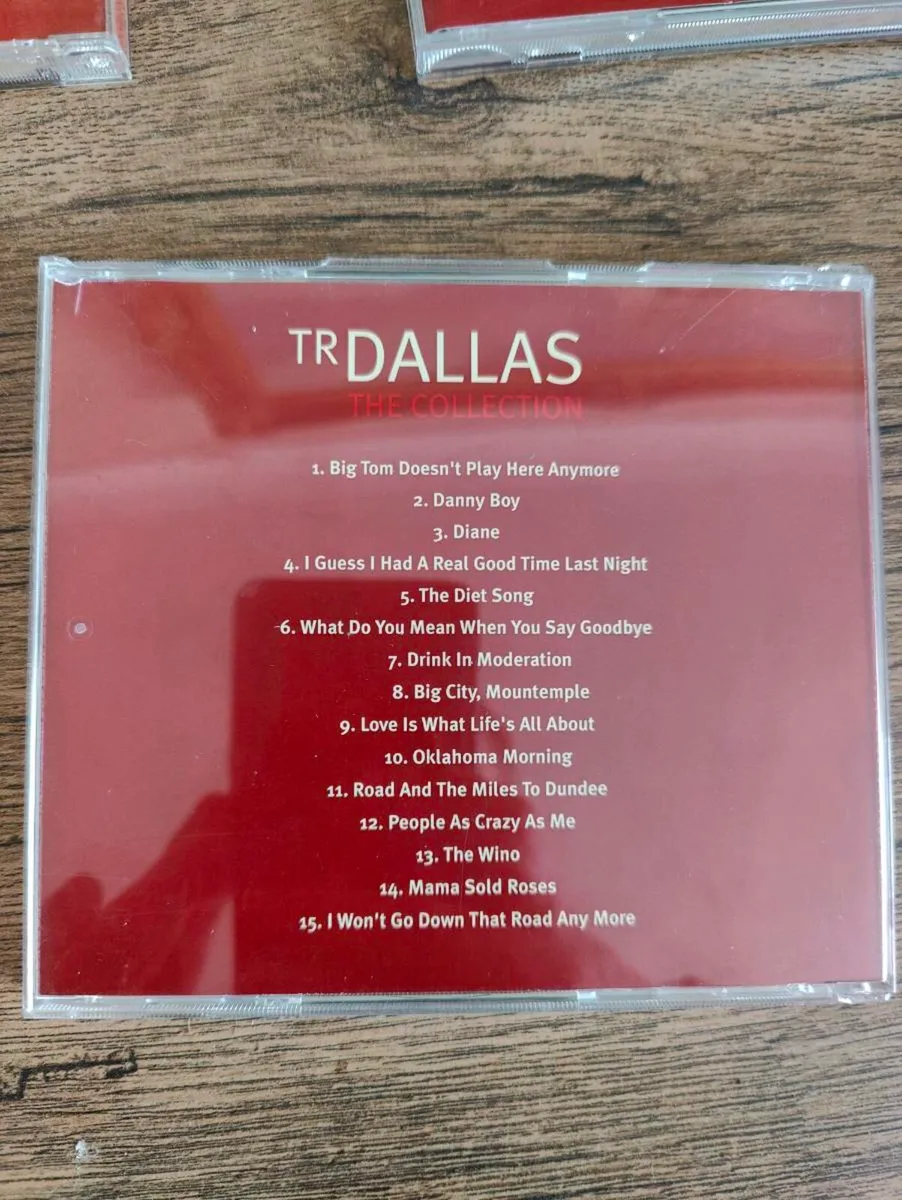 TR DALLAS
THE COLLECTION
1. Big Tom Doesn't Play Here Anymore
2. Danny Boy
3. Diane
4. I Guess I Had A Real Good Time Last Night
5. The Diet Song
6. What Do You Mean When You Say Goodbye
7. Drink In Moderation
8. Big City, Mountemple
9. Love Is What Life's All About
10. Oklahoma Morning
11. Road And The Miles To Dundee
12. People As Crazy As Me
13. The Wino
14. Mama Sold Roses
15. I Won't Go Down That Road Any More